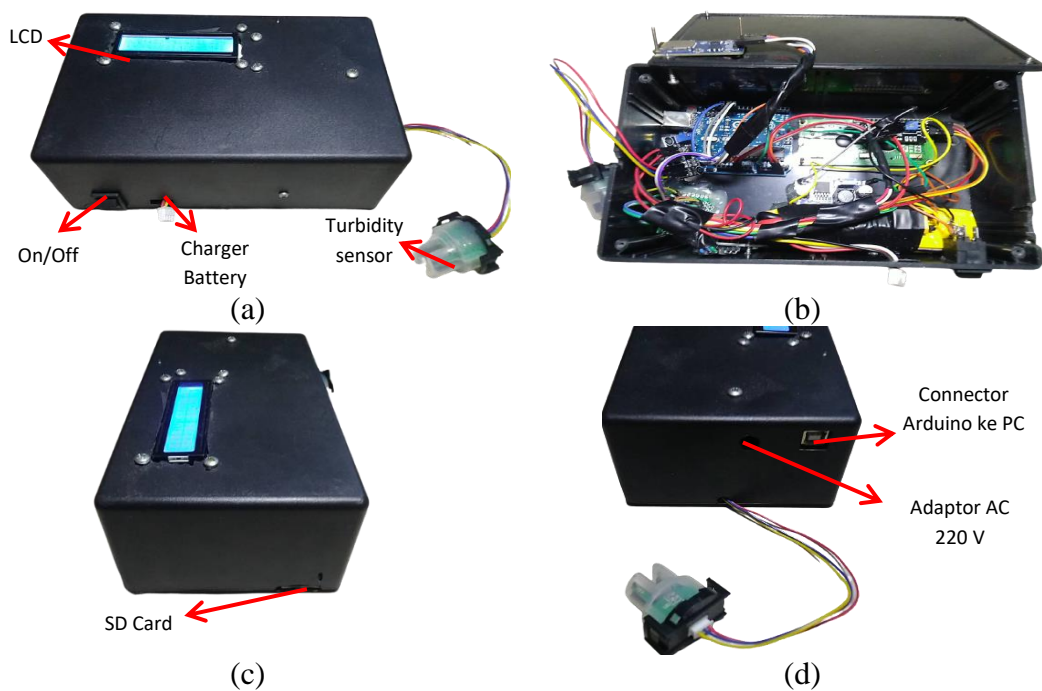 LCD
On/Off
Charger
Battery
Turbidity
sensor
(a)
(b)
Connector
Arduino ke PC
Adaptor AC
220 V
SD Card
(c)
(d)